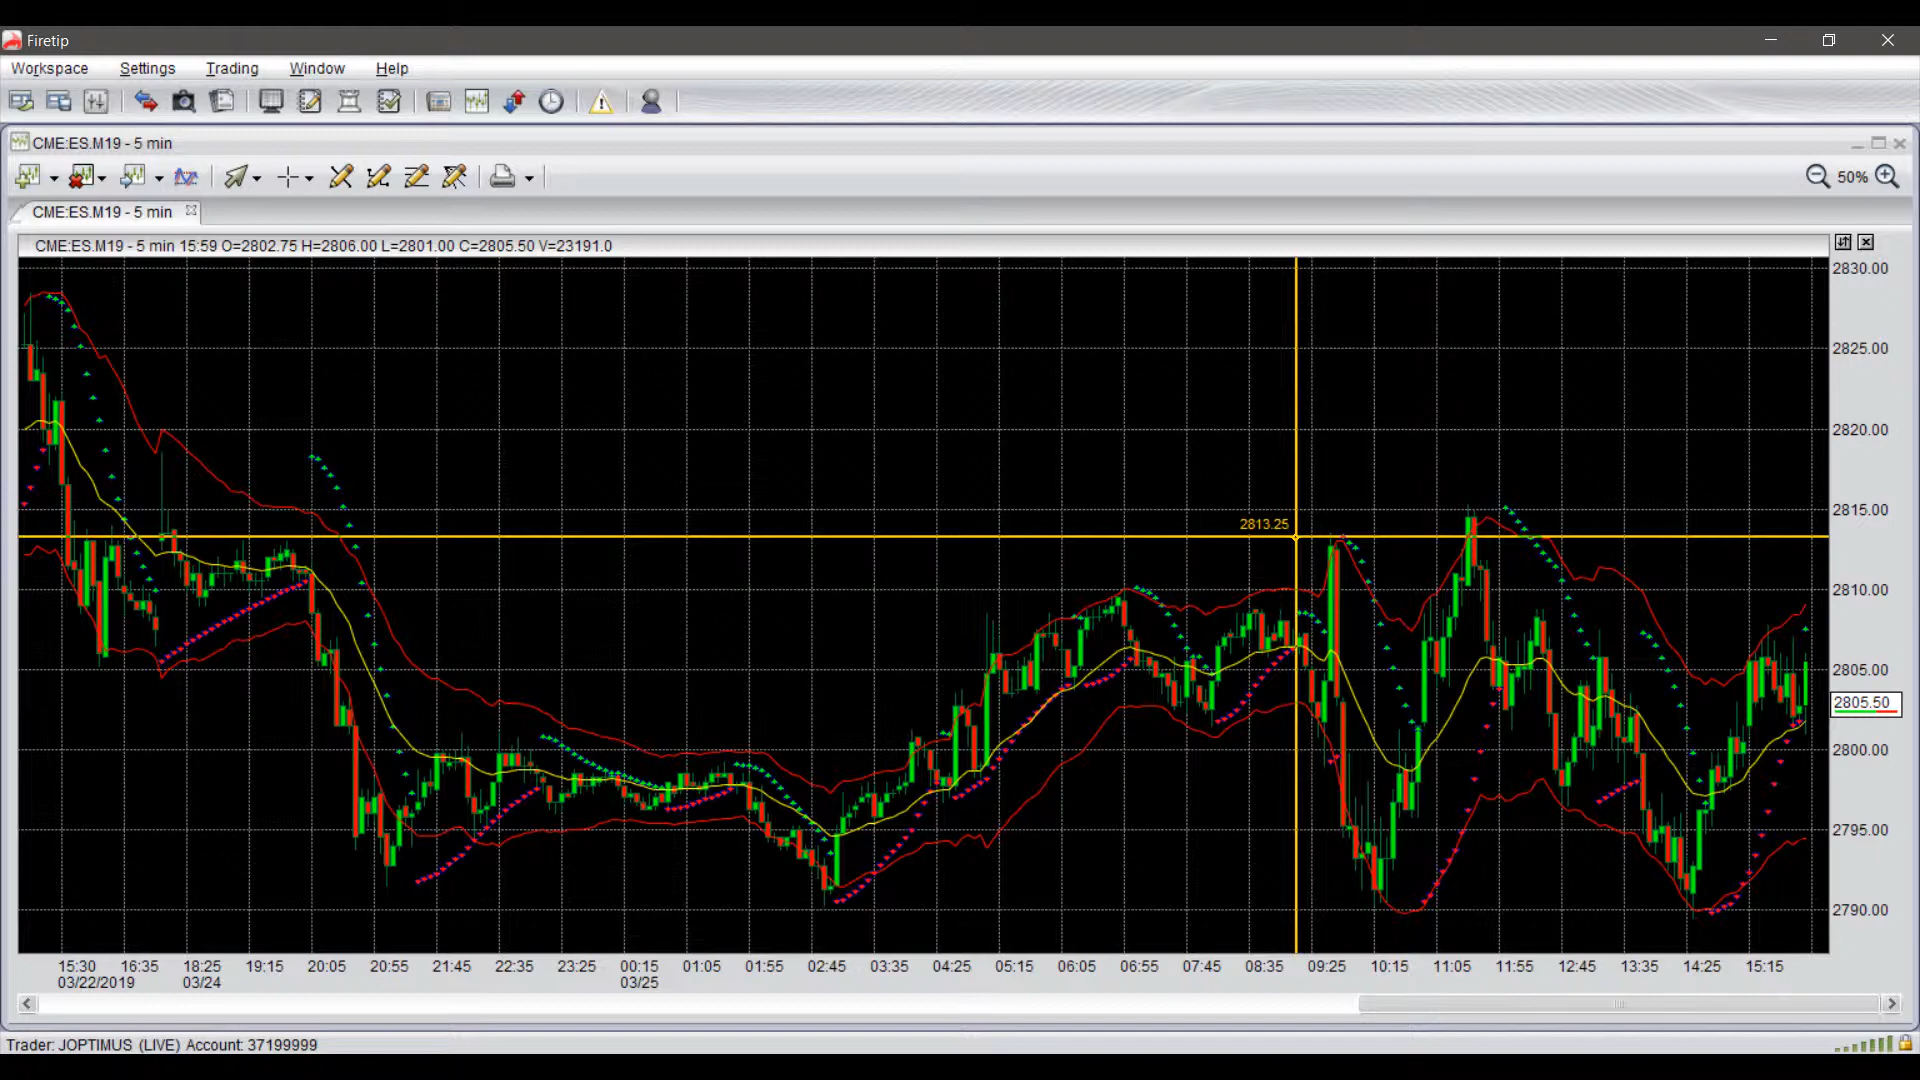 Firetip
Workspace Settings Trading Window Help
CME:ES.M19 - 5 min
50%
CME:ES.M19 - 5 min
CME:ES.M19 - 5 min 15:59 O=2802.75 H=2806.00 L=2801.00 C=2805.50 V=23191.0
2830.00
2825.00
2820.00
2815.00
2813.25
2810.00
2805.00
2805.50
2800.00
2795.00
2790.00
15:30 16:35 18:25 19:15 20:05 20:55 21:45 22:35 23:25 00:15 01:05 01:55 02:45 03:35 04:25 05:15 06:05 06:55 07:45 08:35 09:25 10:15 11:05 11:55 12:45 13:35 14:25 15:15
03/22/2019 03/24 03/25
Trader: JOPTIMUS (LIVE) Account: 37199999